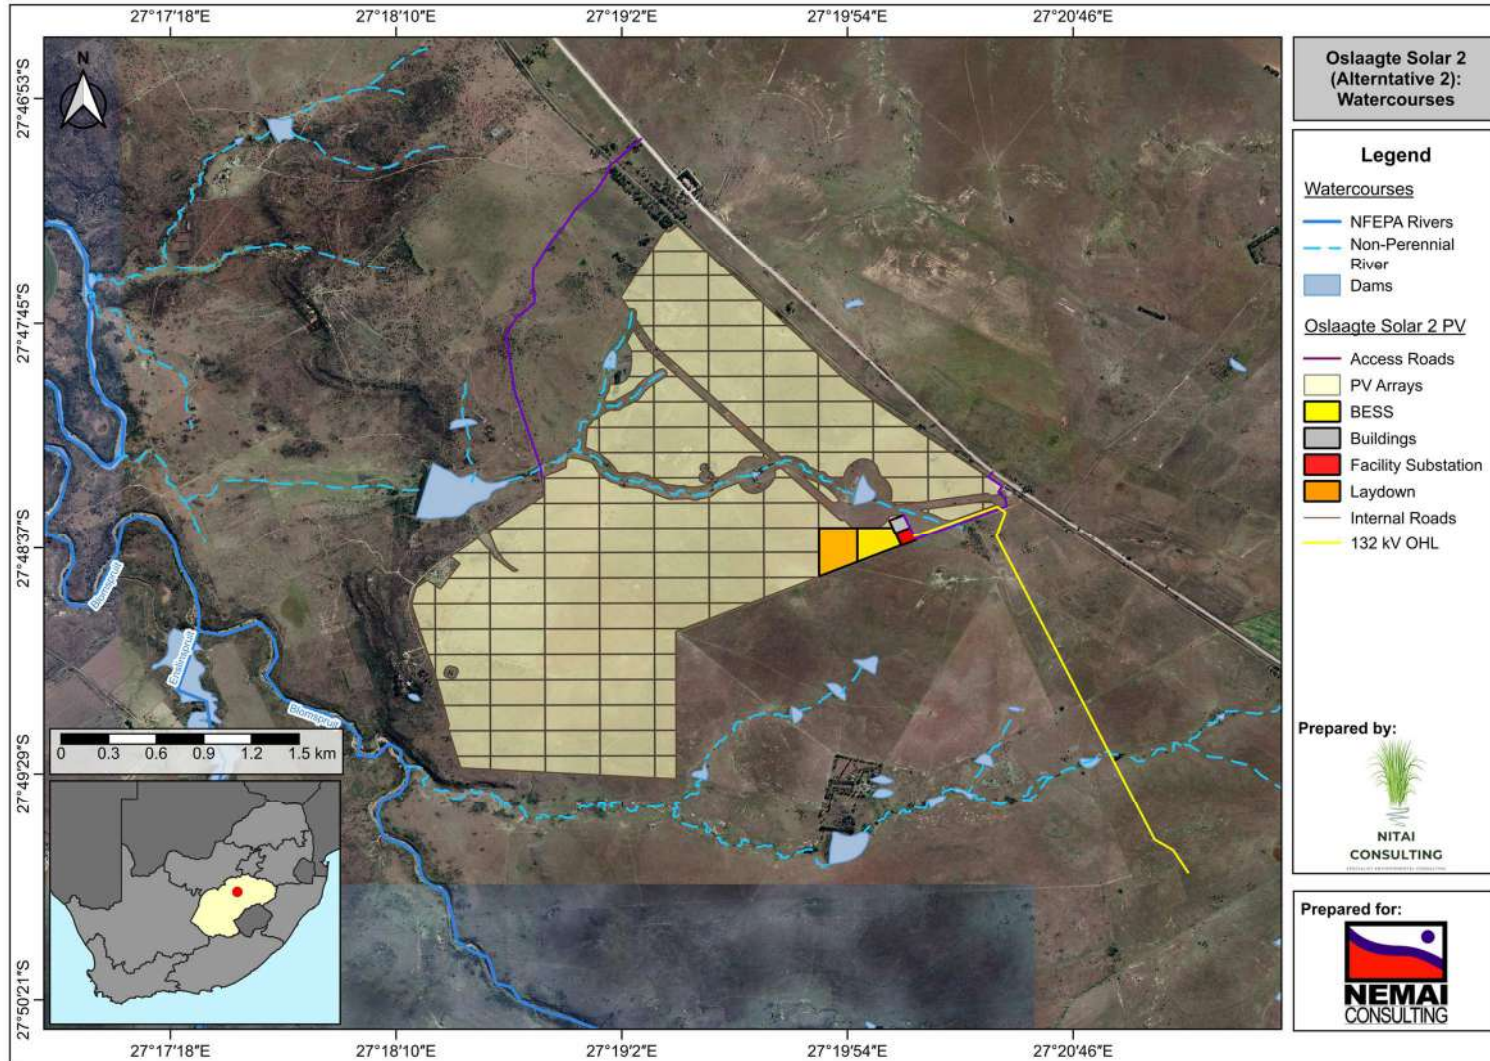 27°17'18"E
27°18'10"E
27°19'2"E
27°19'54"E
27°20'46"E
27°46'53"S
27°47'45"S
27°48'37"S
27°49'29"S
27°50'21"S
N
Blomspruit
Enslinspruit
Blomspruit
0 0.3 0.6 0.9 1.2 1.5 km
27°17'18"E
27°18'10"E
27°19'2"E
27°19'54"E
27°20'46"E
Oslaagte Solar 2
(Alterntative 2):
Watercourses
Legend
Watercourses
NFEPA Rivers
Non-Perennial
River
Dams
Oslaagte Solar 2 PV
Access Roads
PV Arrays
BESS
Buildings
Facility Substation
Laydown
Internal Roads
132 kV OHL
Prepared by:
NITAI
CONSULTING
SPECIALIST ENVIRONMENTAL CONSULTING
Prepared for:
NEMAI
CONSULTING